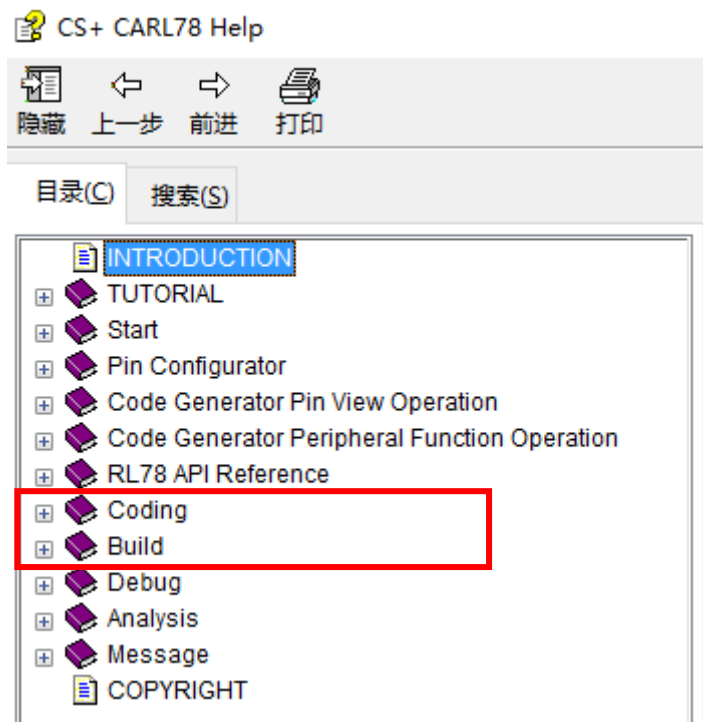 CS+ CARL78 Help
隐藏 上一步 前进 打印
目录(C) 搜索(S)
INTRODUCTION
TUTORIAL
Start
Pin Configurator
Code Generator Pin View Operation
Code Generator Peripheral Function Operation
RL78 API Reference
Coding
Build
Debug
Analysis
Message
COPYRIGHT